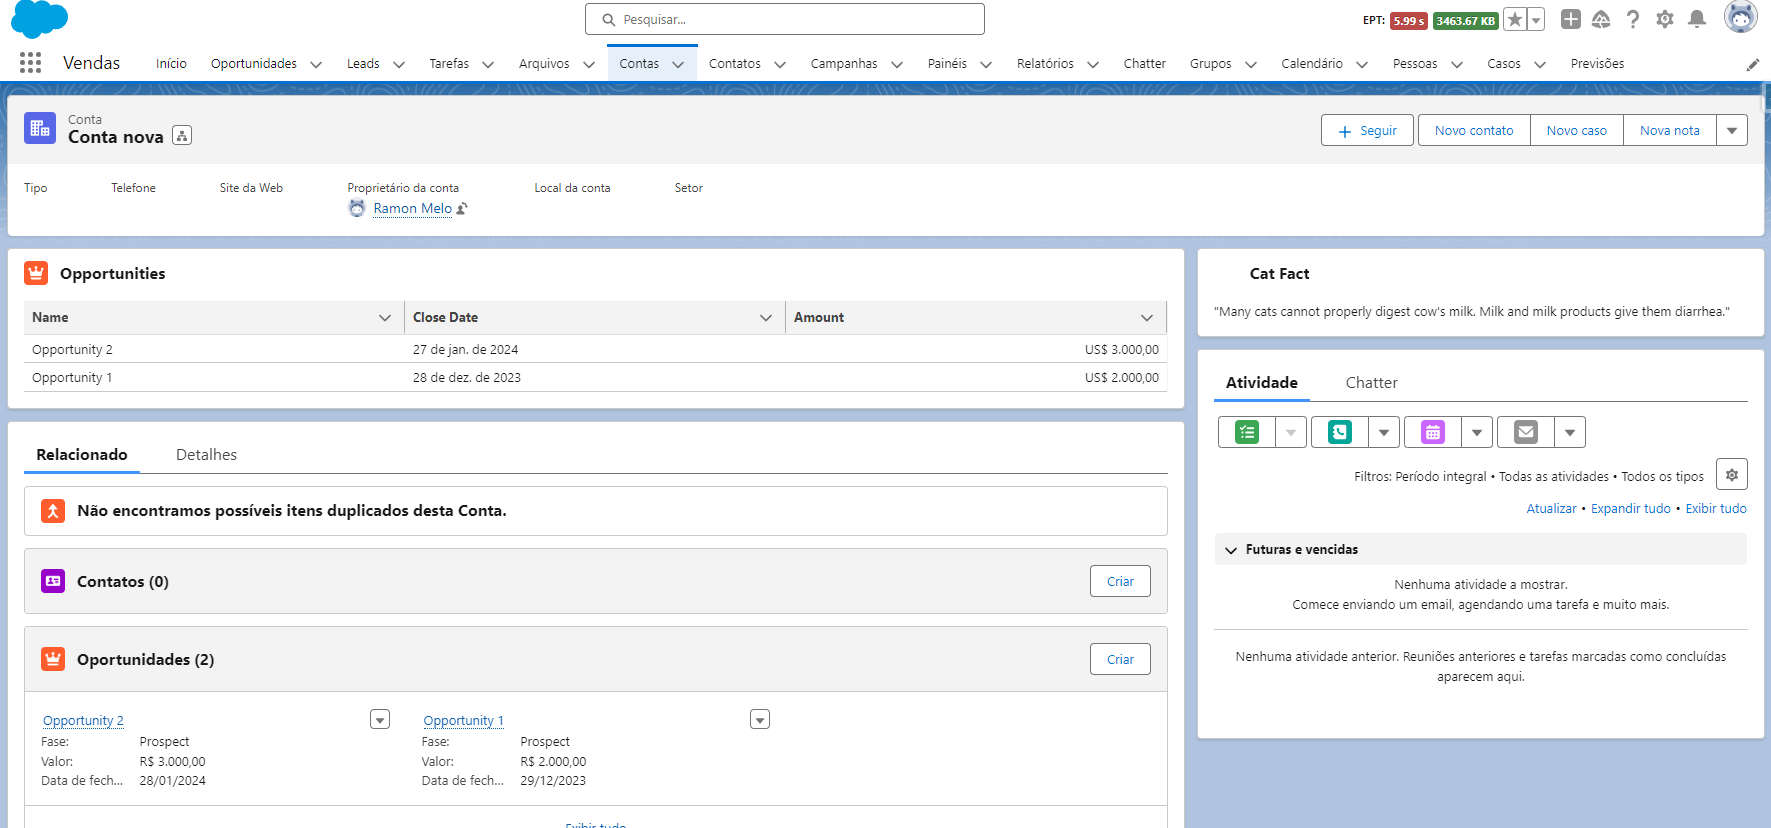 Pesquisar...
EPT: 5.99 s 3463.67 KB
Vendas
Início Oportunidades Leads Tarefas Arquivos Contas Contatos Campanhas Painéis Relatórios Chatter Grupos Calendário Pessoas Casos Previsões
Conta
Conta nova
Seguir Novo contato Novo caso Nova nota
Tipo Telefone Site da Web Proprietário da conta Local da conta Setor
Ramon Melo
Opportunities
Name Close Date Amount
Opportunity 2 27 de jan. de 2024 US$ 3.000,00
Opportunity 1 28 de dez. de 2023 US$ 2.000,00
Relacionado Detalhes
Não encontramos possíveis itens duplicados desta Conta.
Contatos (0) Criar
Oportunidades (2) Criar
Opportunity 2 Opportunity 1
Fase: Prospect Fase: Prospect
Valor: R$ 3.000,00 Valor: R$ 2.000,00
Data de fech... 28/01/2024 Data de fech... 29/12/2023
Exibir tudo
Cat Fact
"Many cats cannot properly digest cow's milk. Milk and milk products give them diarrhea."
Atividade Chatter
Filtros: Período integral • Todas as atividades • Todos os tipos
Atualizar • Expandir tudo • Exibir tudo
Futuras e vencidas
Nenhuma atividade a mostrar.
Comece enviando um email, agendando uma tarefa e muito mais.
Nenhuma atividade anterior. Reuniões anteriores e tarefas marcadas como concluídas
aparecem aqui.